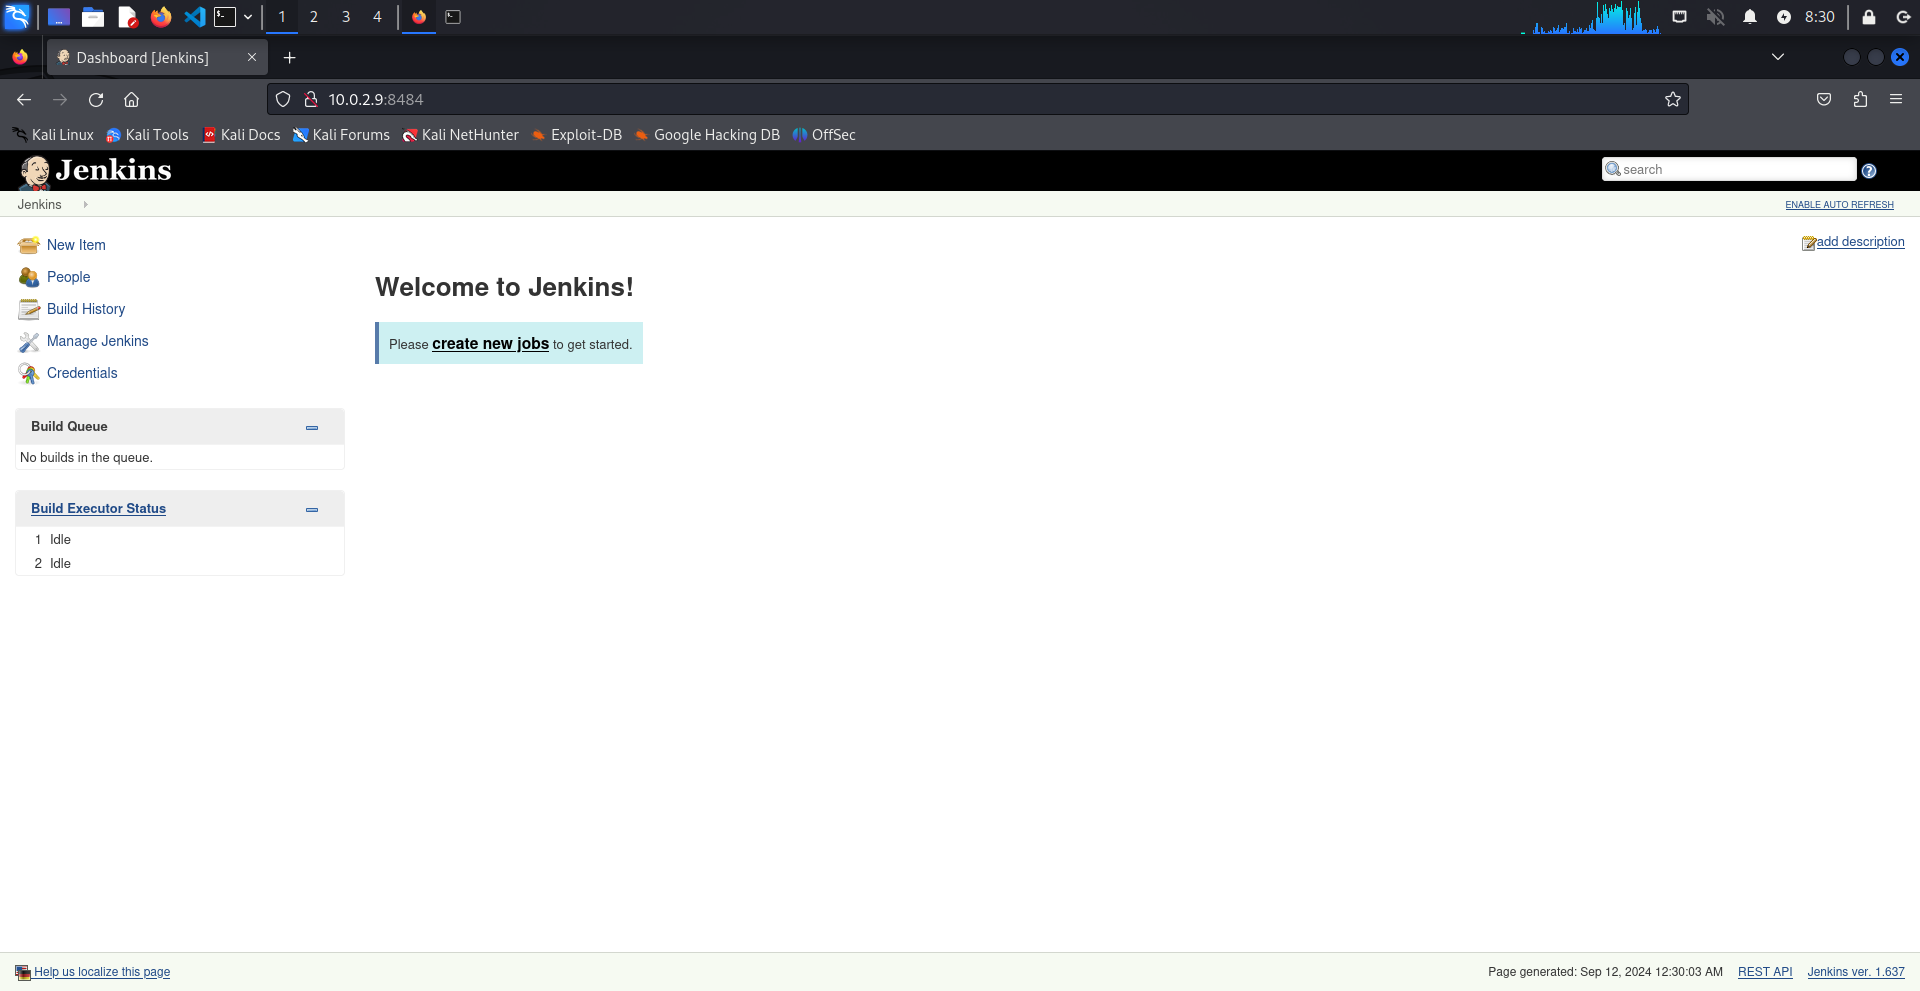 1 2 3 4 8:30
Dashboard [Jenkins]
10.0.2.9:8484
Kali Linux Kali Tools Kali Docs Kali Forums Kali NetHunter Exploit-DB Google Hacking DB OffSec
Jenkins search
Jenkins ENABLE AUTO REFRESH
add description
New Item
People
Build History
Manage Jenkins
Credentials
Welcome to Jenkins!
Please create new jobs to get started.
Build Queue
No builds in the queue.
Build Executor Status
1 Idle
2 Idle
Help us localize this page Page generated: Sep 12, 2024 12:30:03 AM REST API Jenkins ver. 1.637